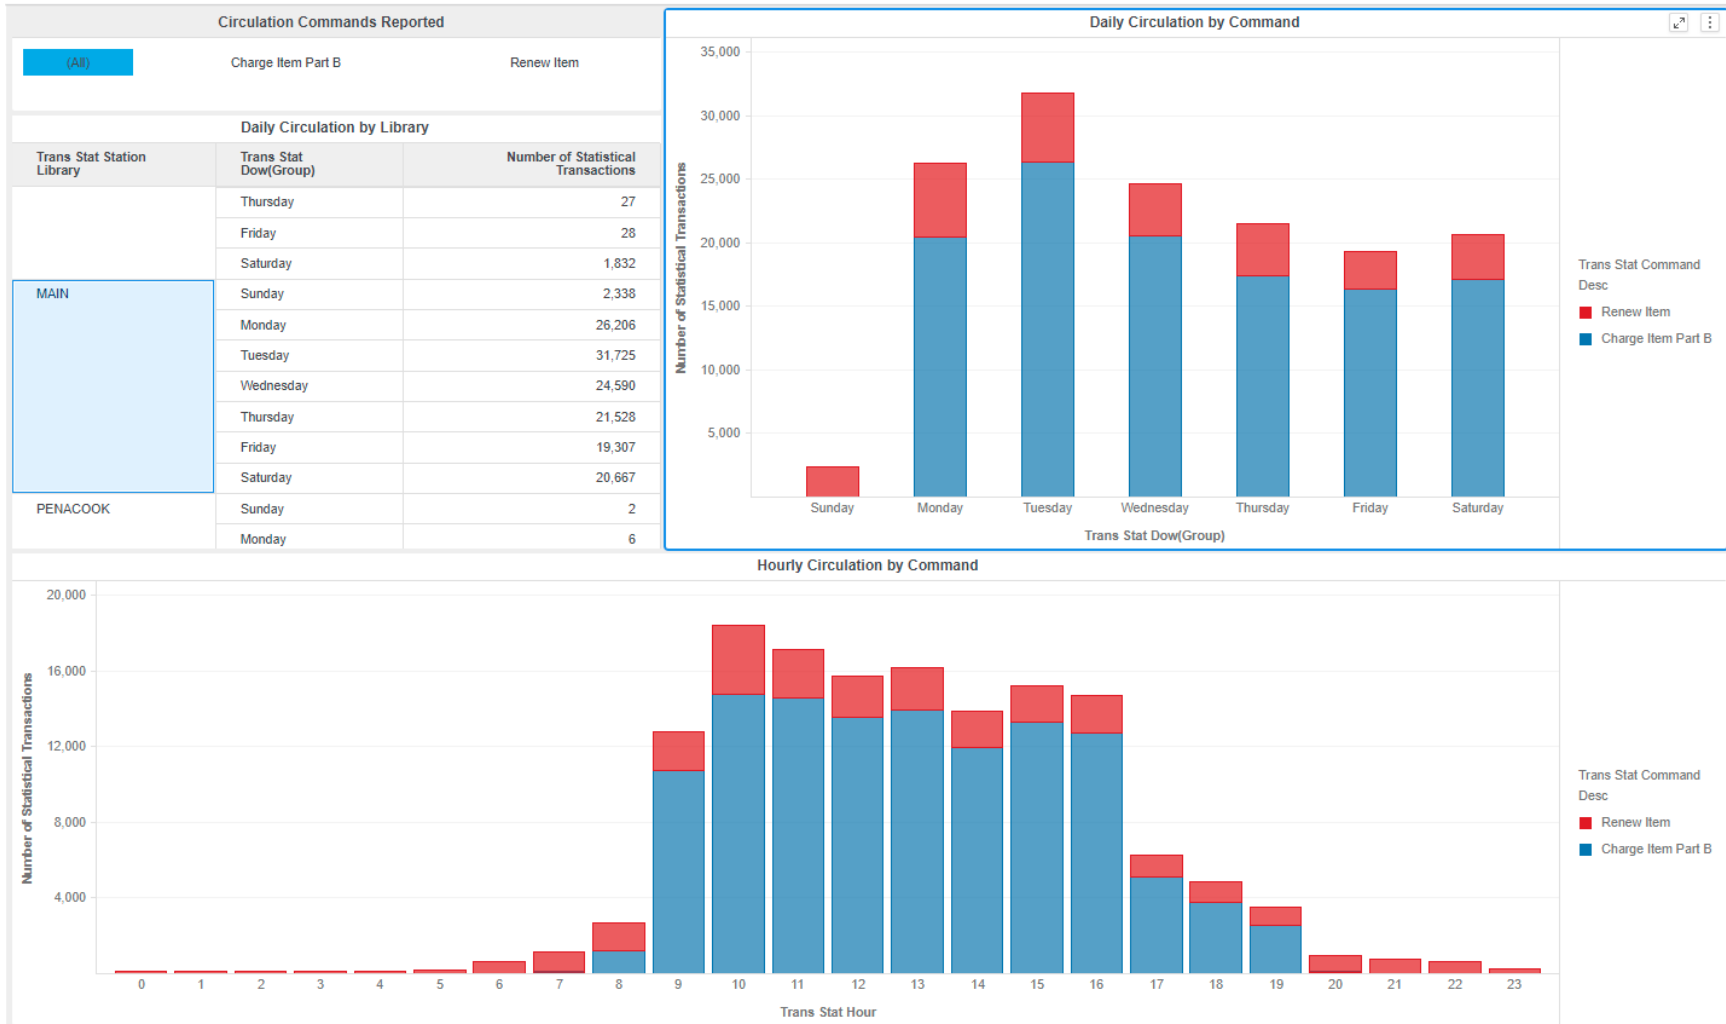 Circulation Commands Reported
(All) Charge Item Part B Renew Item
Daily Circulation by Library
Trans Stat Station Library Trans Stat Dow(Group) Number of Statistical Transactions
Thursday 27
Friday 28
Saturday 1,832
MAIN Sunday 2,338
Monday 26,206
Tuesday 31,725
Wednesday 24,590
Thursday 21,528
Friday 19,307
Saturday 20,667
PENACOOK Sunday 2
Monday 6
Daily Circulation by Command
Number of Statistical Transactions
35,000
30,000
25,000
20,000
15,000
10,000
5,000
Sunday Monday Tuesday Wednesday Thursday Friday Saturday
Trans Stat Dow(Group)
Trans Stat Command
Desc
Renew Item
Charge Item Part B
Hourly Circulation by Command
Number of Statistical Transactions
20,000
16,000
12,000
8,000
4,000
0 1 2 3 4 5 6 7 8 9 10 11 12 13 14 15 16 17 18 19 20 21 22 23
Trans Stat Hour
Trans Stat Command
Desc
Renew Item
Charge Item Part B